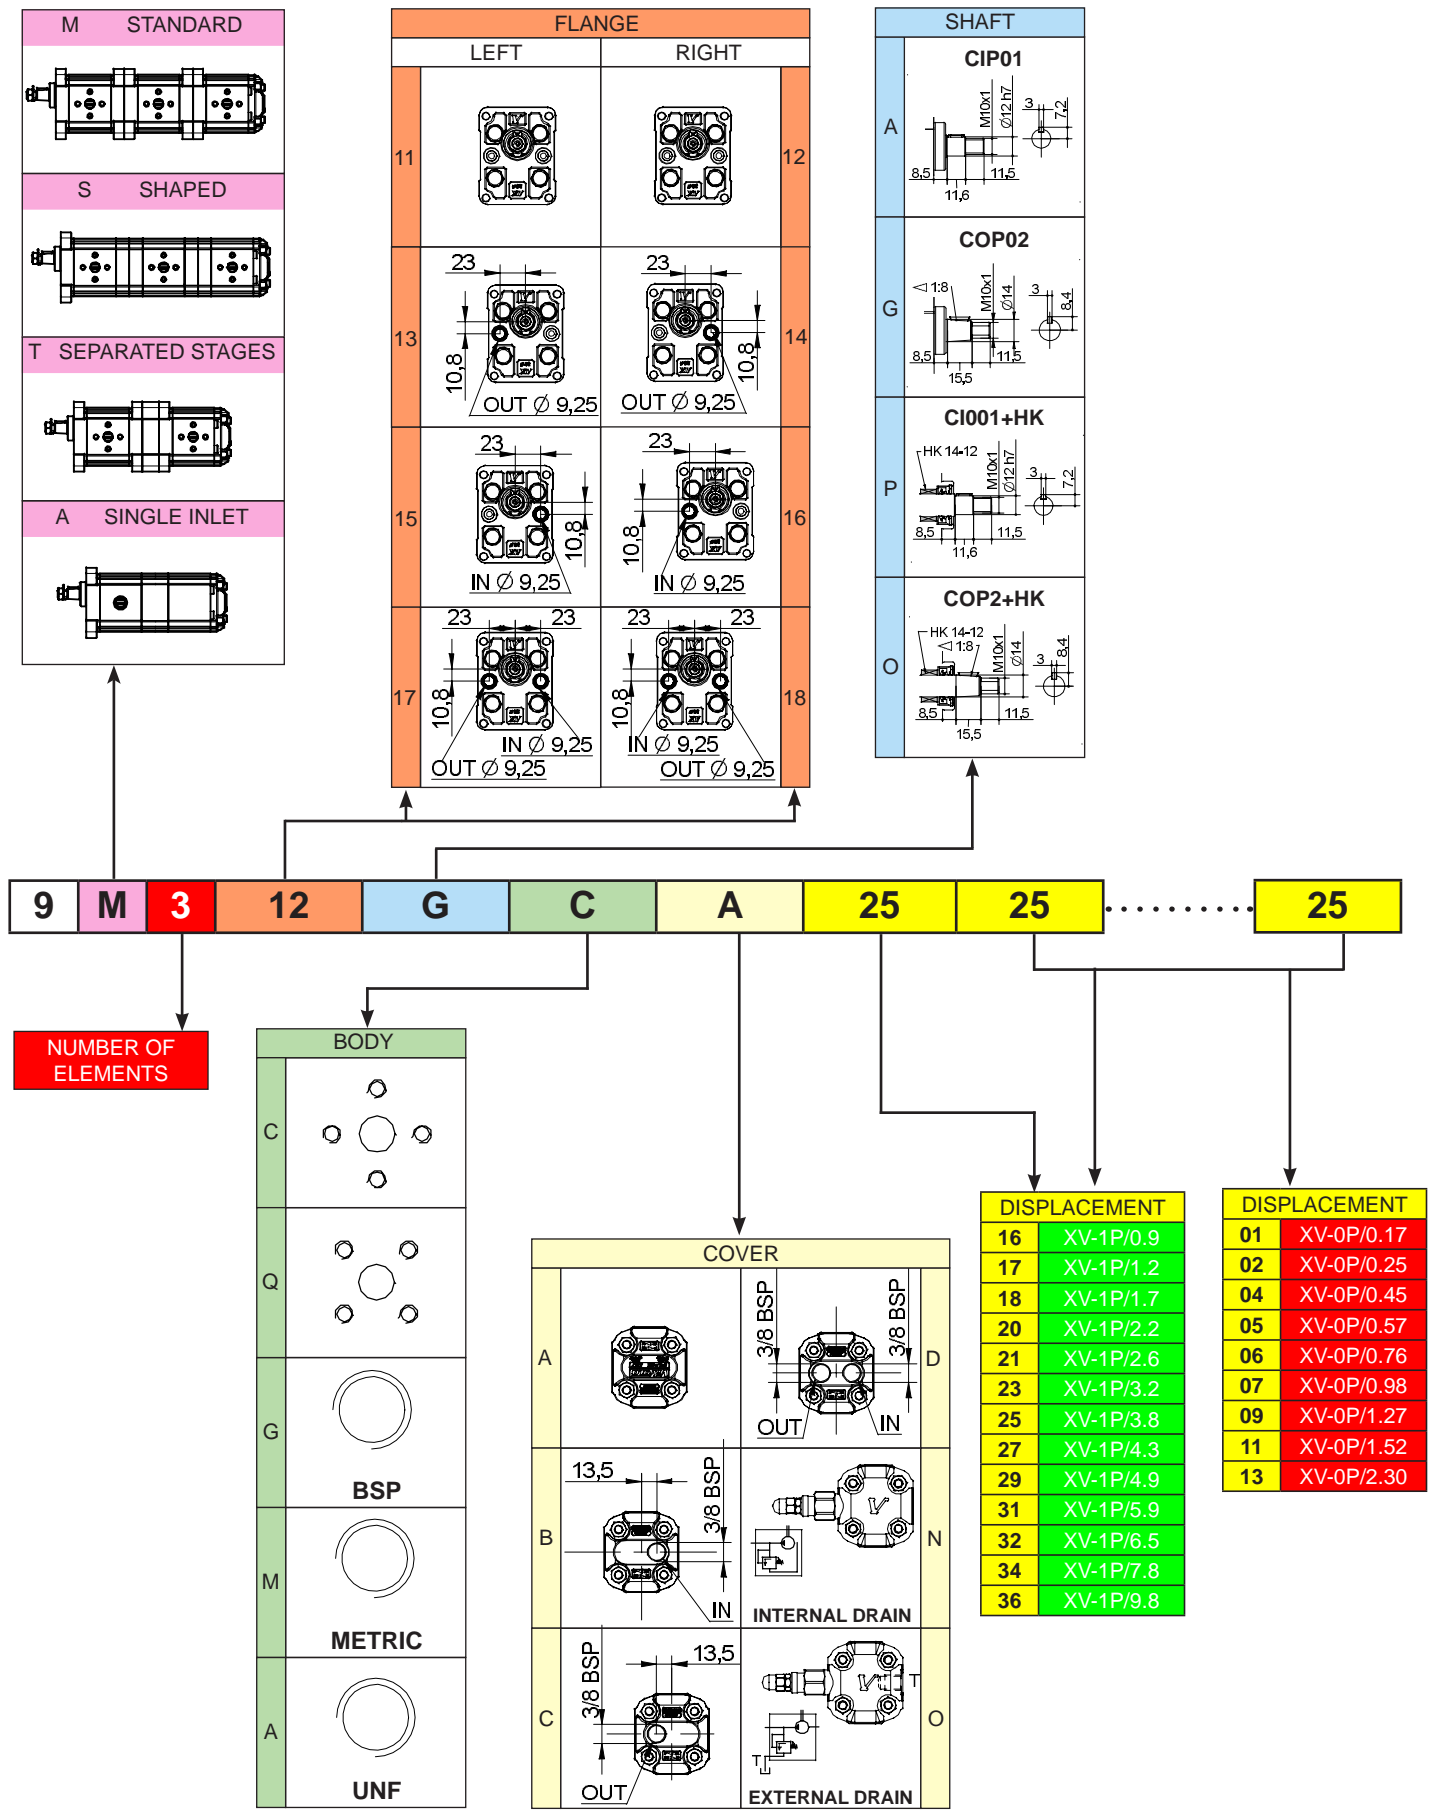 M STANDARD
S SHAPED
T SEPARATED STAGES
A SINGLE INLET
FLANGE
LEFT RIGHT
11 12
13 14
23 23
10,8 10,8
OUT Ø 9,25 OUT Ø 9,25
15 16
23 23
10,8 10,8
IN Ø 9,25 IN Ø 9,25
17 18
23 23 23 23
10,8 10,8
IN Ø 9,25 IN Ø 9,25
OUT Ø 9,25 OUT Ø 9,25
SHAFT
A
CIP01
M10x1 Ø12 h7 3 7,2
8,5 11,5
11,6
G
COP02
1:8 M10x1 Ø14 3 8,4
8,5 11,5
15,5
P
CI001+HK
HK 14-12 M10x1 Ø12 h7 3 7,2
8,5 11,5
11,6
O
COP2+HK
HK 14-12
1:8 M10x1 Ø14 3 8,4
8,5 11,5
15,5
9 M 3 12 G C A 25 25 ........ 25
NUMBER OF
ELEMENTS
BODY
C
Q
G
BSP
M
METRIC
A
UNF
COVER
A D
3/8 BSP 3/8 BSP
OUT IN
B N
13,5 3/8 BSP
IN
INTERNAL DRAIN
C O
3/8 BSP 13,5
OUT
T
T
EXTERNAL DRAIN
DISPLACEMENT
16 XV-1P/0.9
17 XV-1P/1.2
18 XV-1P/1.7
20 XV-1P/2.2
21 XV-1P/2.6
23 XV-1P/3.2
25 XV-1P/3.8
27 XV-1P/4.3
29 XV-1P/4.9
31 XV-1P/5.9
32 XV-1P/6.5
34 XV-1P/7.8
36 XV-1P/9.8
DISPLACEMENT
01 XV-0P/0.17
02 XV-0P/0.25
04 XV-0P/0.45
05 XV-0P/0.57
06 XV-0P/0.76
07 XV-0P/0.98
09 XV-0P/1.27
11 XV-0P/1.52
13 XV-0P/2.30